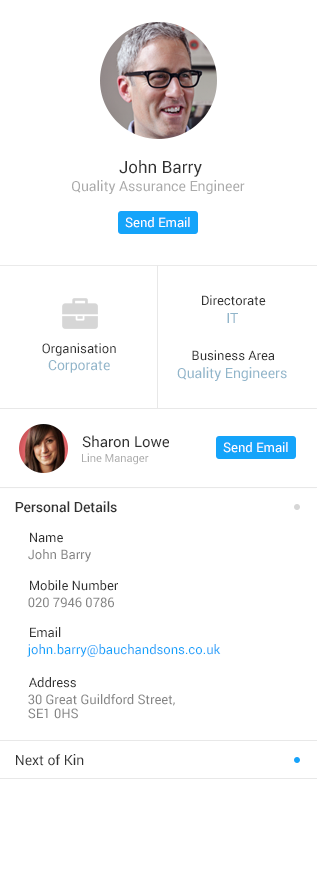 John Barry
Quality Assurance Engineer
Send Email
Organisation
Corporate
Directorate
IT
Business Area
Quality Engineers
Sharon Lowe
Line Manager
Send Email
Personal Details
Name
John Barry
Mobile Number
020 7946 0786
Email
john.barry@bauchandsons.co.uk
Address
30 Great Guildford Street,
SE1 0HS
Next of Kin